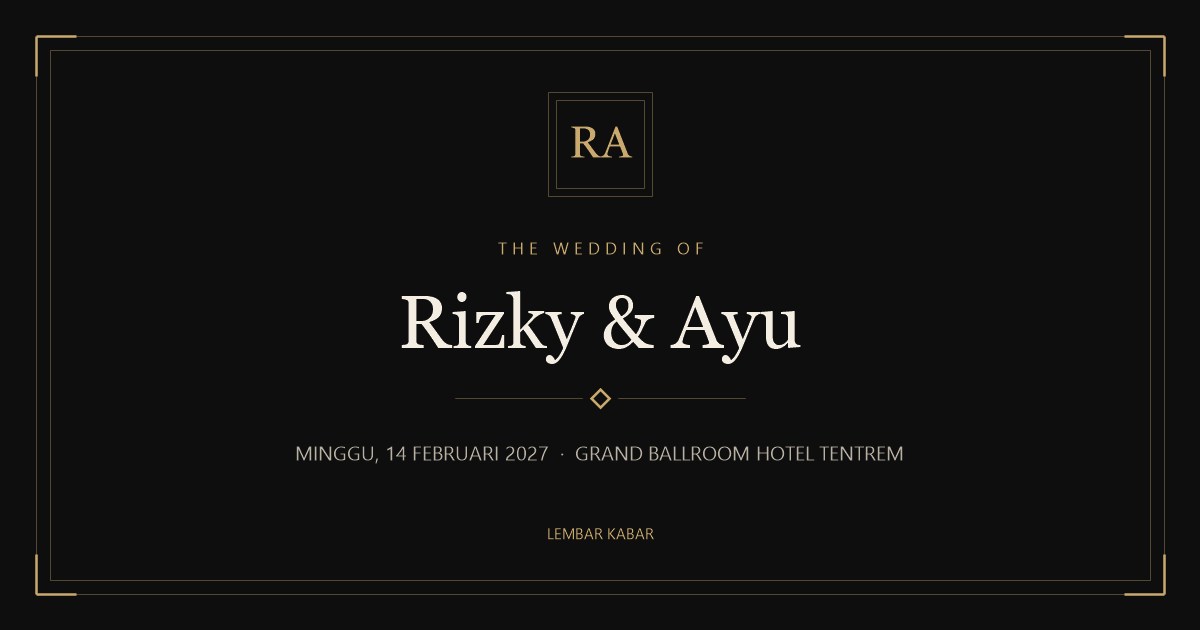 RA
THE WEDDING OF
Rizky & Ayu
MINGGU, 14 FEBRUARI 2027 · GRAND BALLROOM HOTEL TENTREM
LEMBAR KABAR